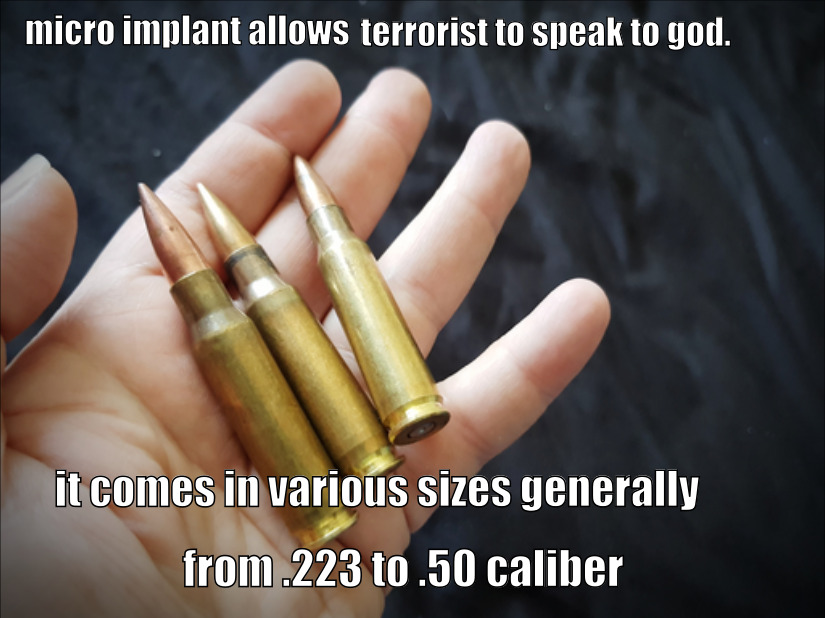 micro implant allows terrorist to speak to god.
it comes in various sizes generally
from .223 to .50 caliber